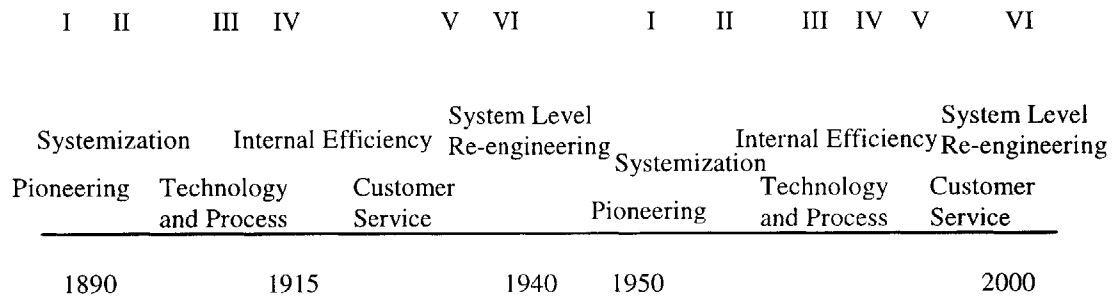 I II III IV V VI I II III IV V VI
System Level System Level
Systemization Internal Efficiency Re-engineering Internal Efficiency Re-engineering
Systemization
Pioneering Technology Customer Technology Customer
and Process Service Pioneering and Process Service
1890 1915 1940 1950 2000